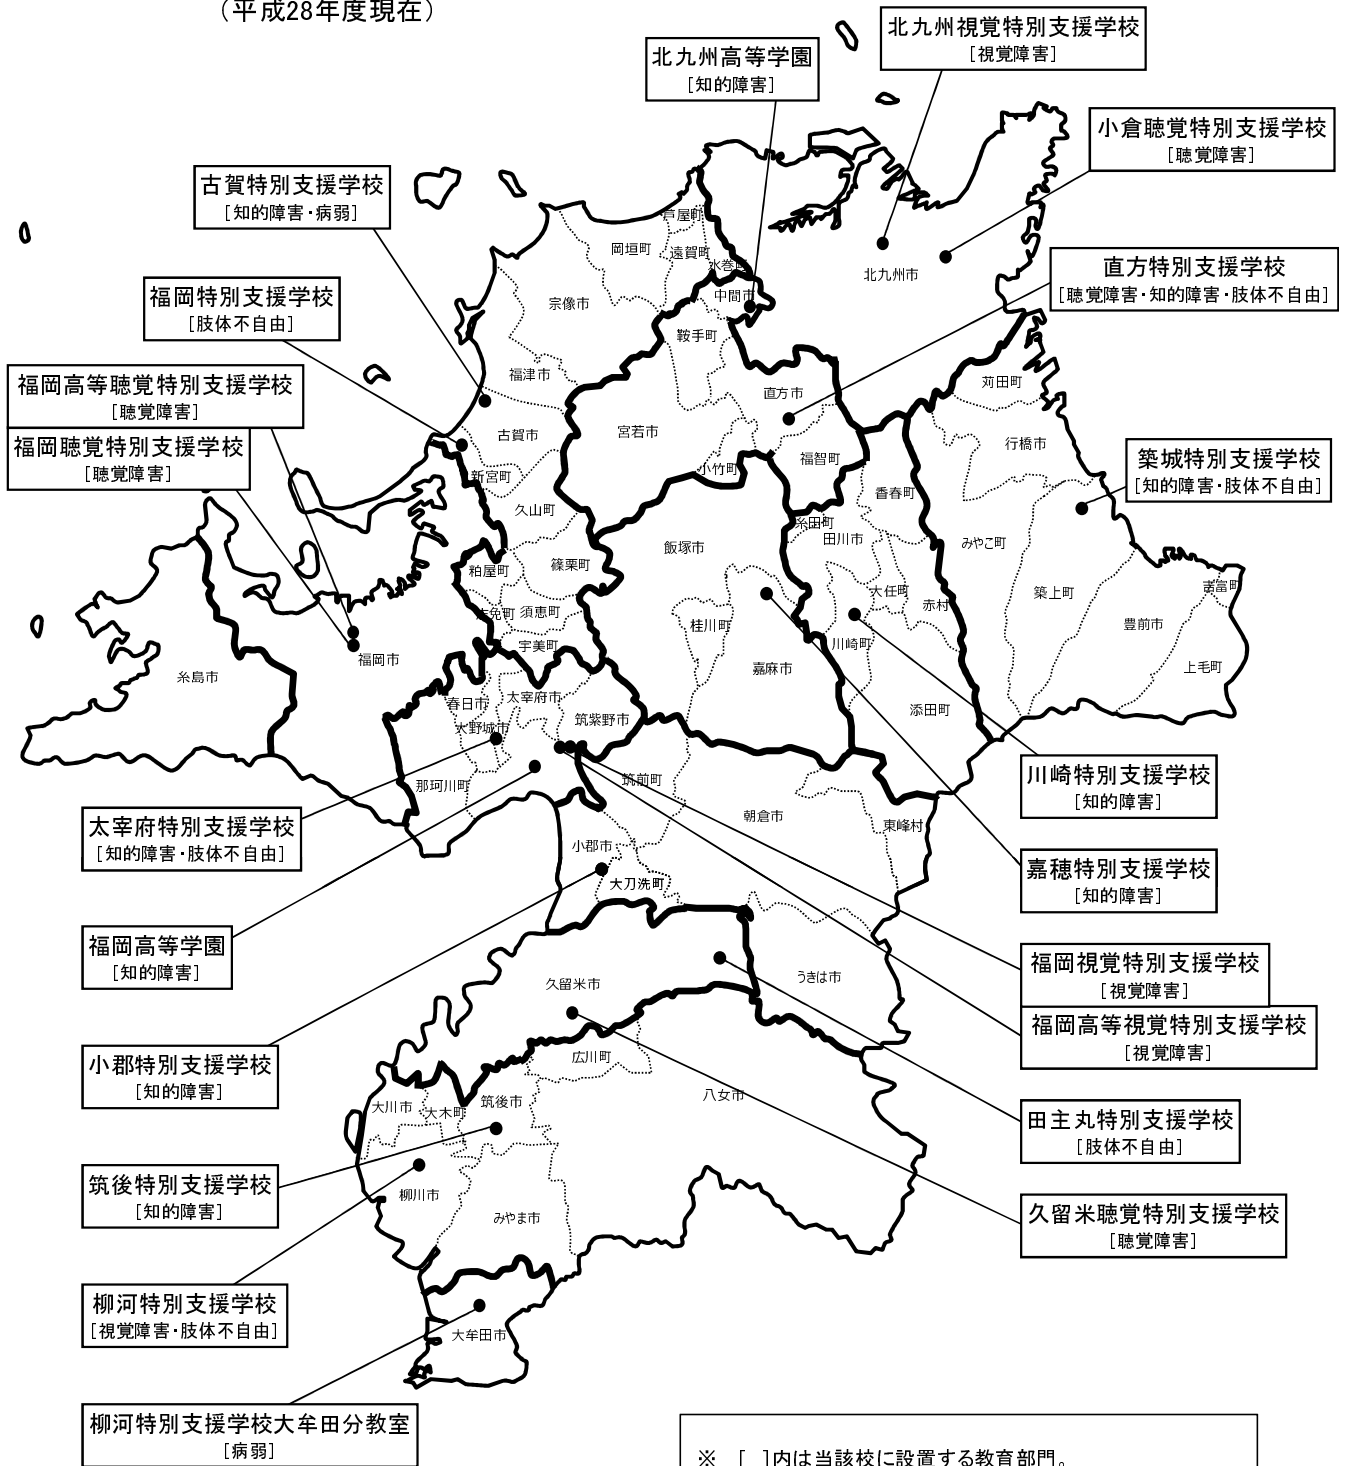 （平成28年度現在）
北九州視覚特別支援学校
[視覚障害]
北九州高等学園
[知的障害]
小倉聴覚特別支援学校
[聴覚障害]
古賀特別支援学校
[知的障害・病弱]
直方特別支援学校
[聴覚障害・知的障害・肢体不自由]
福岡特別支援学校
[肢体不自由]
福岡高等聴覚特別支援学校
[聴覚障害]
福岡聴覚特別支援学校
[聴覚障害]
築城特別支援学校
[知的障害・肢体不自由]
芦屋町
岡垣町
遠賀町
水巻町
北九州市
中間市
宗像市
鞍手町
福津市
苅田町
直方市
古賀市
宮若市
行橋市
福智町
小竹町
新宮町
香春町
久山町
糸田町
田川市
飯塚市
みやこ町
篠栗町
粕屋町
大任町
赤村
築上町
吉富町
志免町
須恵町
桂川町
豊前市
宇美町
川崎町
福岡市
糸島市
嘉麻市
上毛町
太宰府市
春日市
添田町
筑紫野市
大野城市
那珂川町
筑前町
朝倉市
東峰村
小郡市
大刀洗町
うきは市
久留米市
広川町
八女市
大川市
大木町
筑後市
柳川市
みやま市
大牟田市
川崎特別支援学校
[知的障害]
太宰府特別支援学校
[知的障害・肢体不自由]
嘉穂特別支援学校
[知的障害]
福岡高等学園
[知的障害]
福岡視覚特別支援学校
[視覚障害]
福岡高等視覚特別支援学校
[視覚障害]
小郡特別支援学校
[知的障害]
田主丸特別支援学校
[肢体不自由]
筑後特別支援学校
[知的障害]
久留米聴覚特別支援学校
[聴覚障害]
柳河特別支援学校
[視覚障害・肢体不自由]
柳河特別支援学校大牟田分教室
[病弱]
※　[　]内は当該校に設置する教育部門。